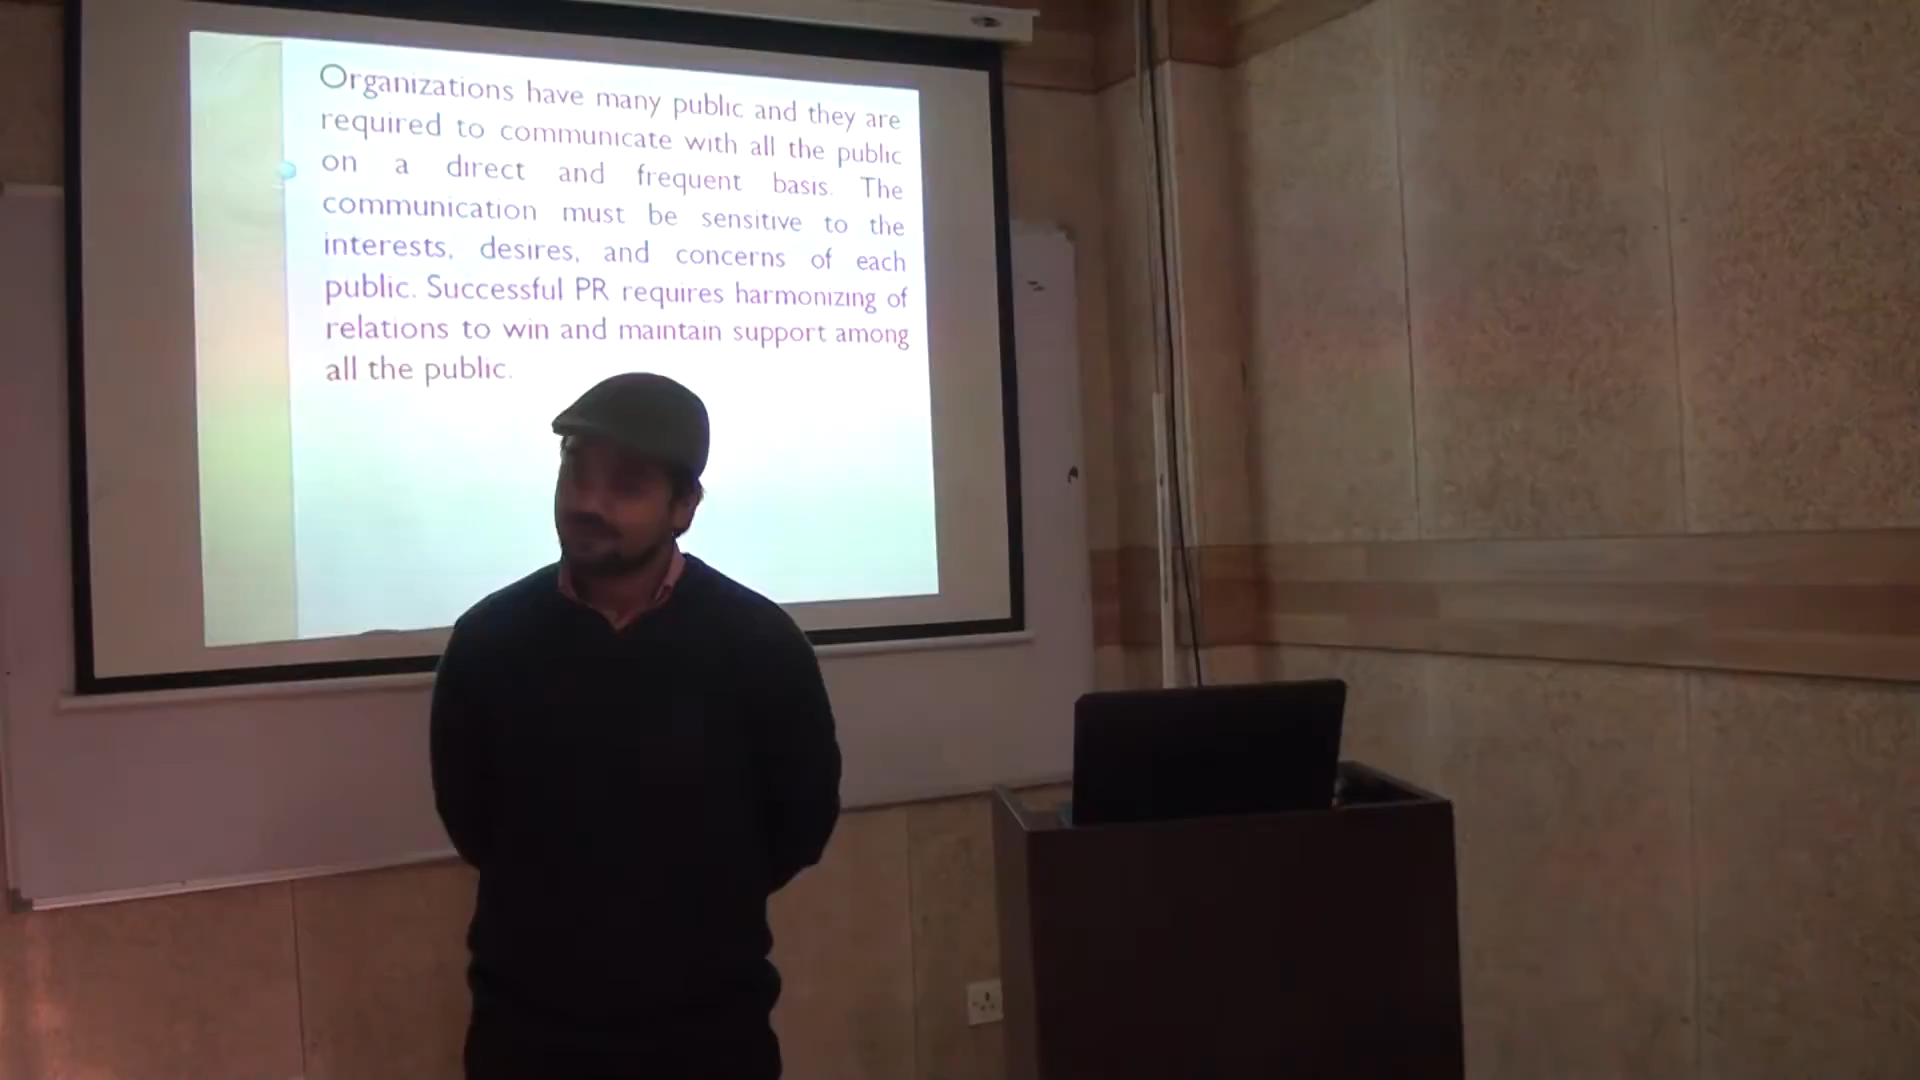 Organizations have many public and they are
required to communicate with all the public
on a direct and frequent basis. The
communication must be sensitive to the
interests, desires, and concerns of each
public. Successful PR requires harmonizing of
relations to win and maintain support among
all the public.